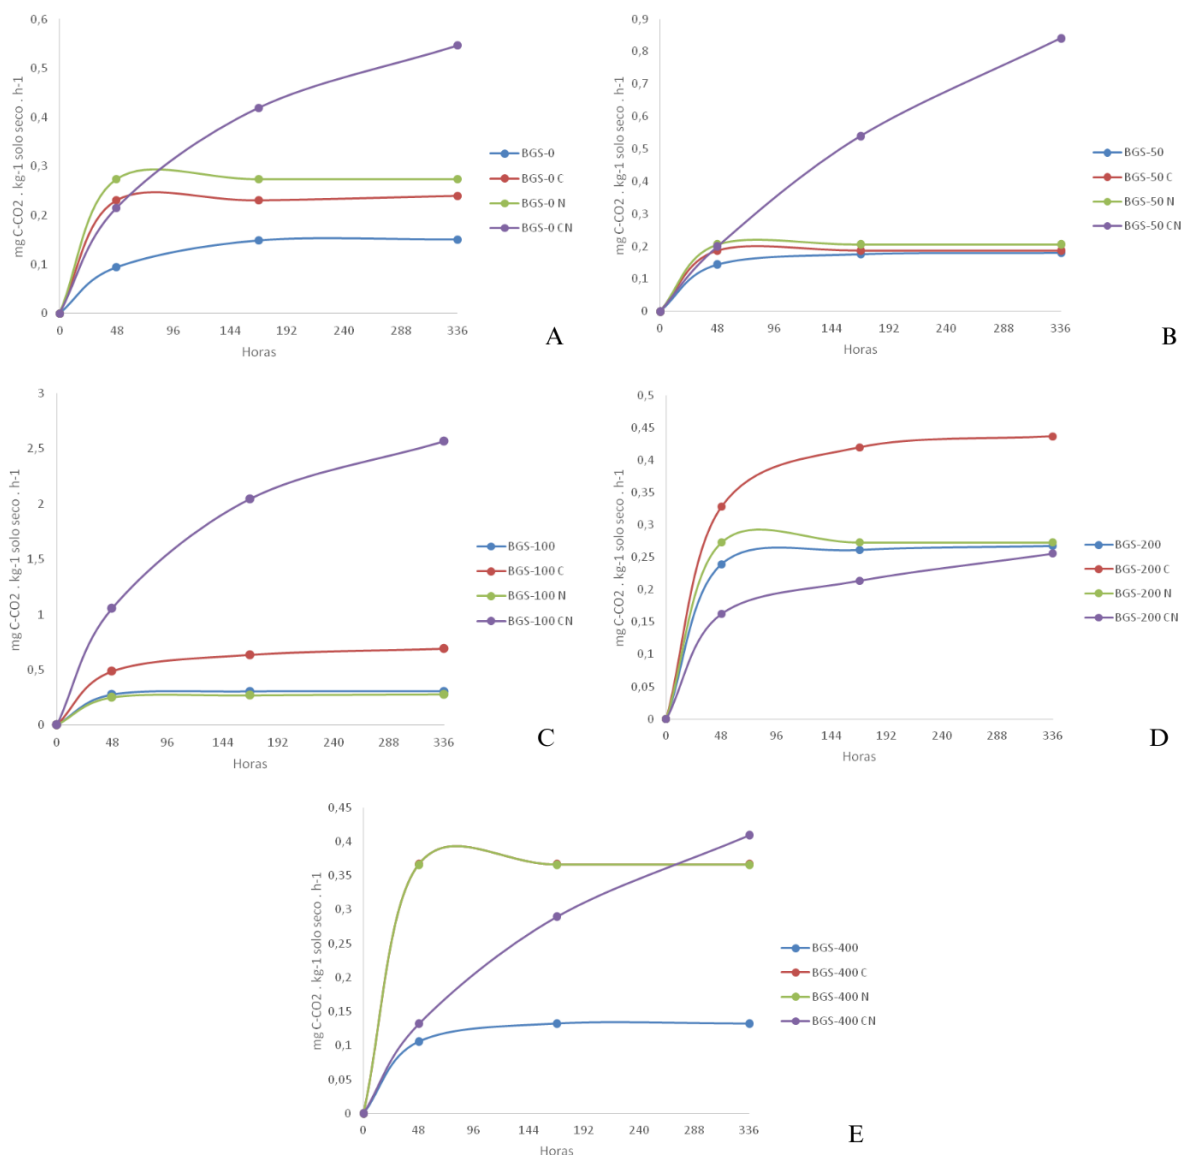 0,6
0,5
0,4
0,3
0,2
0,1
0
mg C-CO2 . kg-1 solo seco . h-1
0 48 96 144 192 240 288 336
Horas
BGS-0
BGS-0 C
BGS-0 N
BGS-0 CN
A
0,9
0,8
0,7
0,6
0,5
0,4
0,3
0,2
0,1
0
mg C-CO2 . kg-1 solo seco . h-1
0 48 96 144 192 240 288 336
Horas
BGS-50
BGS-50 C
BGS-50 N
BGS-50 CN
B
3
2,5
2
1,5
1
0,5
0
mg C-CO2 . kg-1 solo seco . h-1
0 48 96 144 192 240 288 336
Horas
BGS-100
BGS-100 C
BGS-100 N
BGS-100 CN
C
0,5
0,45
0,4
0,35
0,3
0,25
0,2
0,15
0,1
0,05
0
mg C-CO2 . kg-1 solo seco . h-1
0 48 96 144 192 240 288 336
Horas
BGS-200
BGS-200 C
BGS-200 N
BGS-200 CN
D
0,45
0,4
0,35
0,3
0,25
0,2
0,15
0,1
0,05
0
mg C-CO2 . kg-1 solo seco . h-1
0 48 96 144 192 240 288 336
Horas
BGS-400
BGS-400 C
BGS-400 N
BGS-400 CN
E